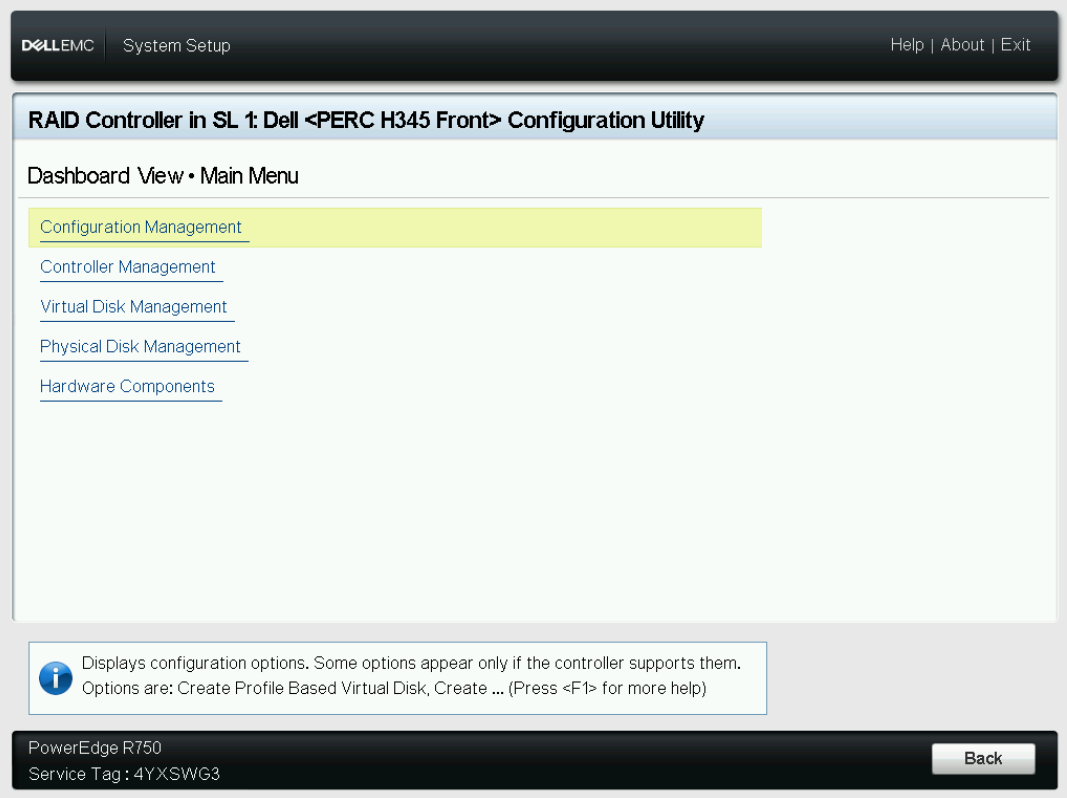 DELLEMC System Setup Help | About | Exit
RAID Controller in SL 1: Dell <PERC H345 Front> Configuration Utility
Dashboard View • Main Menu
Configuration Management
Controller Management
Virtual Disk Management
Physical Disk Management
Hardware Components
Displays configuration options. Some options appear only if the controller supports them.
Options are: Create Profile Based Virtual Disk, Create ... (Press <F1> for more help)
PowerEdge R750
Service Tag : 4YXSWG3
Back